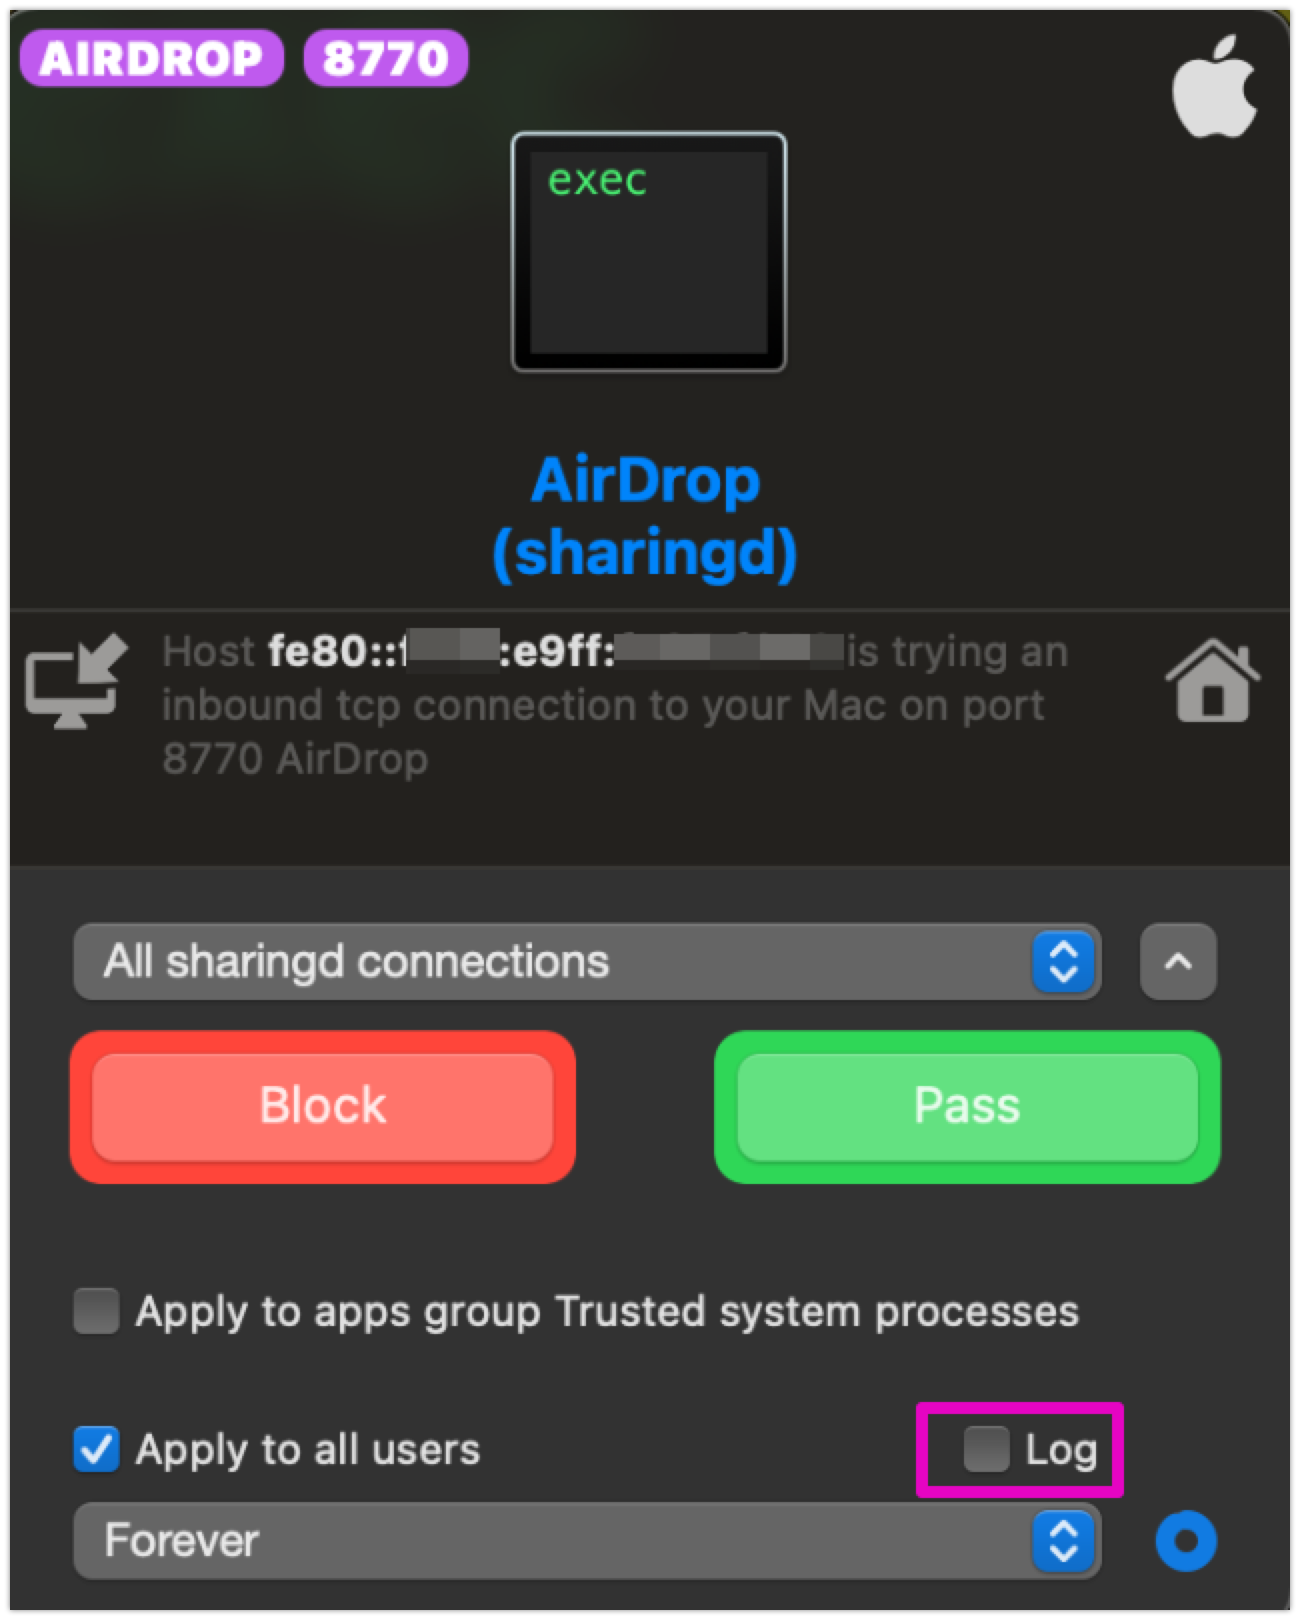 AIRDROP 8770
exec
AirDrop
(sharingd)
Host fe80:: :e9ff: is trying an
inbound tcp connection to your Mac on port
8770 AirDrop
All sharingd connections
Block Pass
Apply to apps group Trusted system processes
Apply to all users Log
Forever